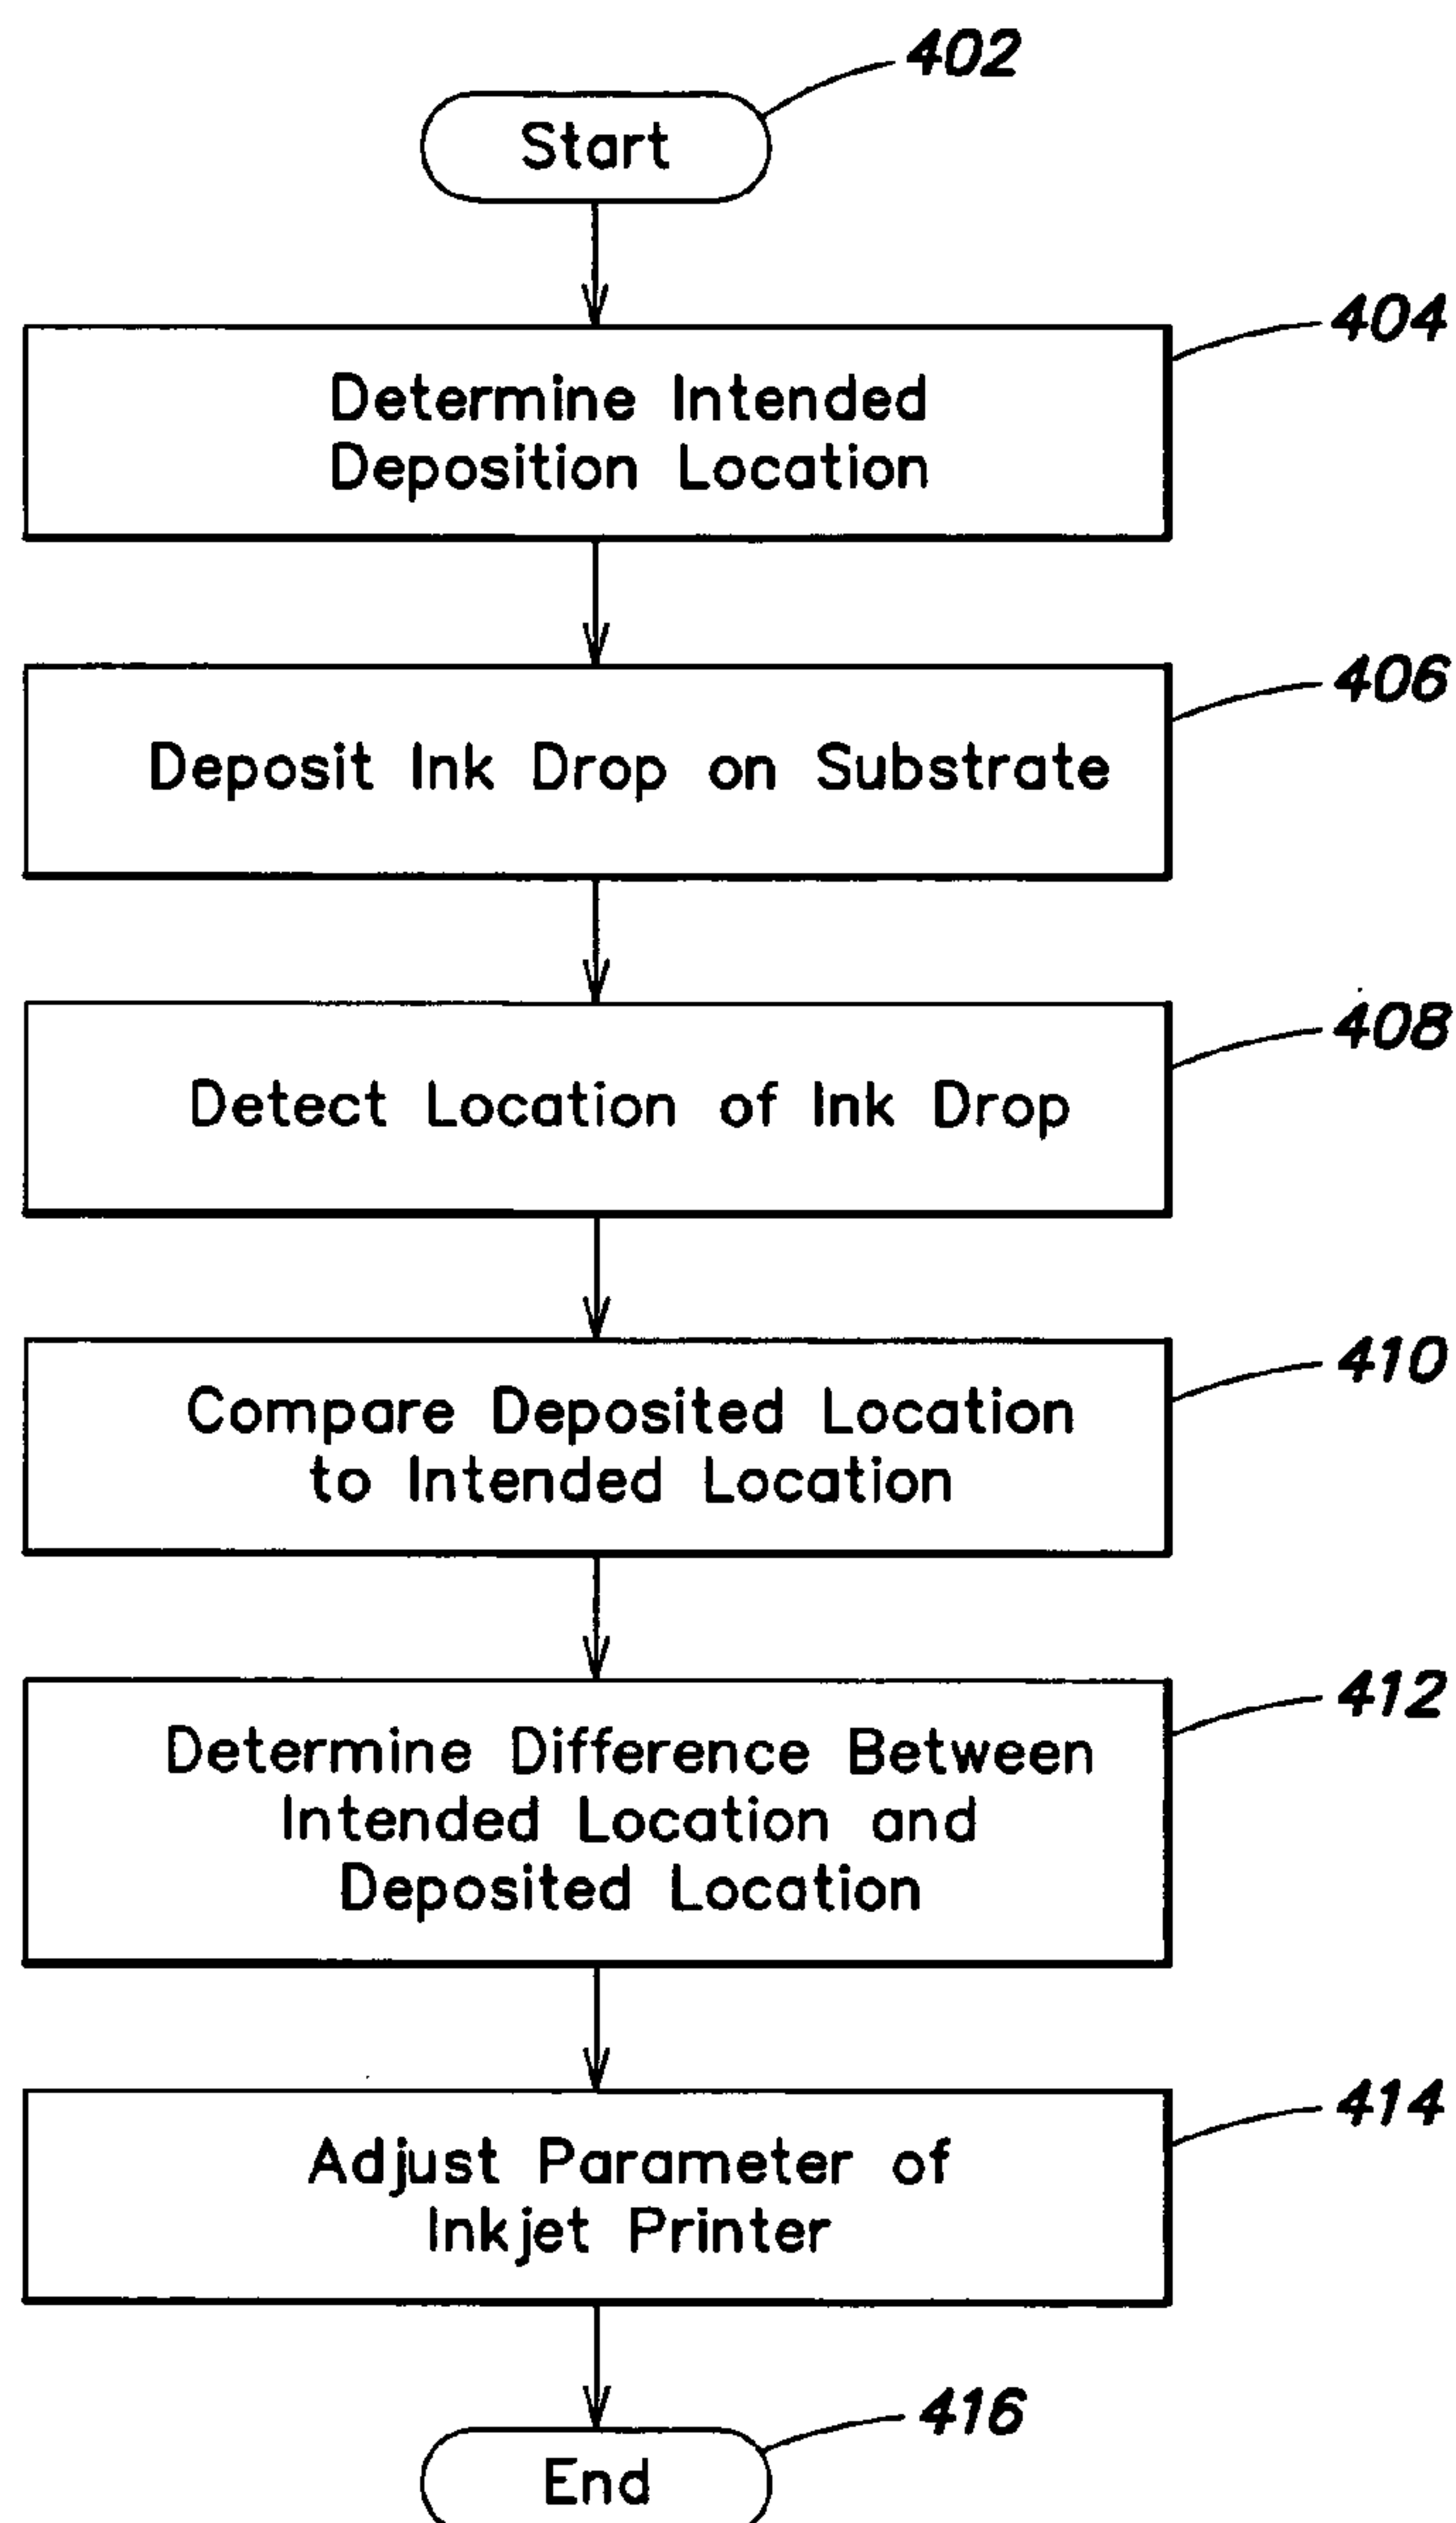 402
Start
404
Determine Intended
Deposition Location
406
Deposit Ink Drop on Substrate
408
Detect Location of Ink Drop
410
Compare Deposited Location
to Intended Location
412
Determine Difference Between
Intended Location and
Deposited Location
414
Adjust Parameter of
Inkjet Printer
416
End